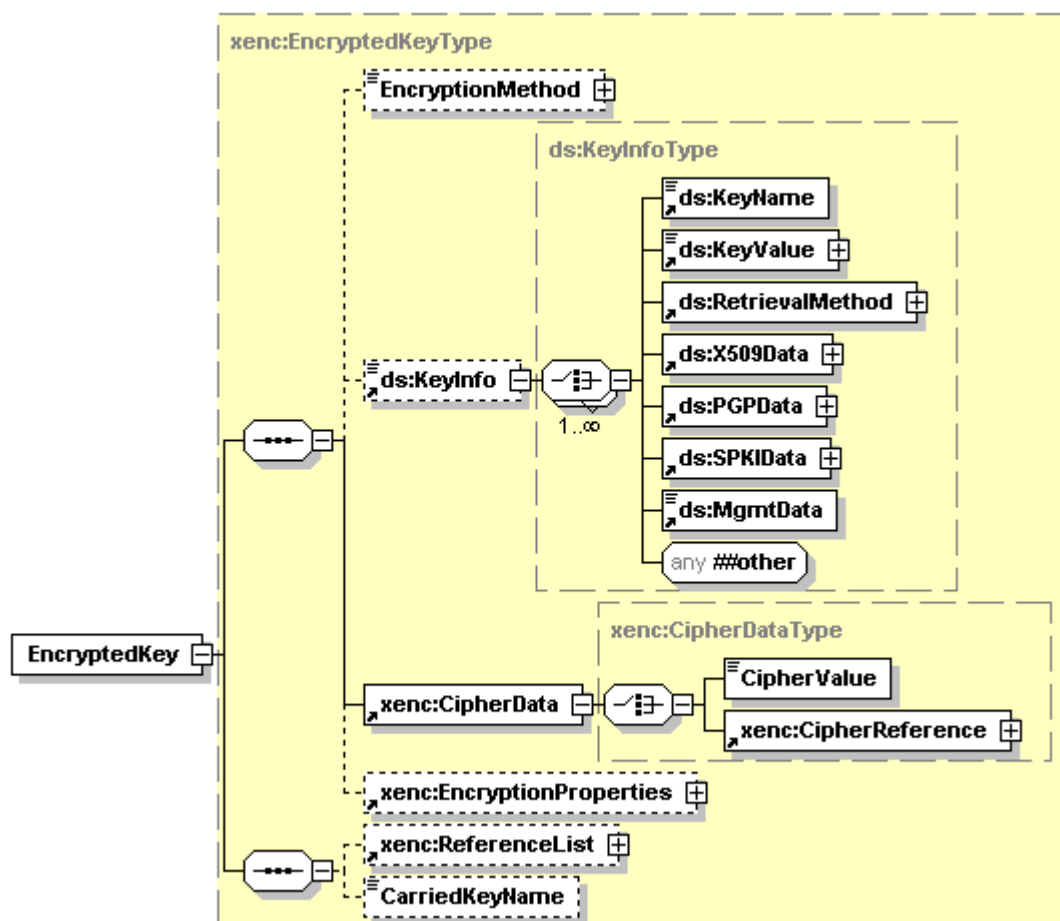 xenc:EncryptedKeyType
EncryptionMethod
ds:KeyInfoType
ds:KeyName
ds:KeyValue
ds:RetrievalMethod
ds:X509Data
ds:KeyInfo
ds:PGPData
1..∞
ds:SPKIData
ds:MgmtData
any ##other
xenc:CipherDataType
EncryptedKey
CipherValue
xenc:CipherData
xenc:CipherReference
xenc:EncryptionProperties
xenc:ReferenceList
CarriedKeyName